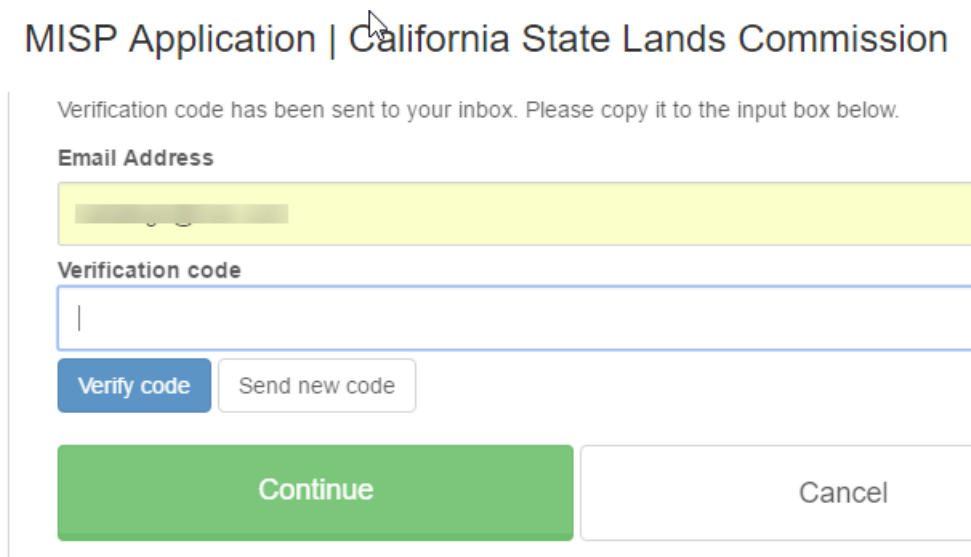 MISP Application | California State Lands Commission
Verification code has been sent to your inbox. Please copy it to the input box below.
Email Address
Verification code
Verify code Send new code
Continue Cancel